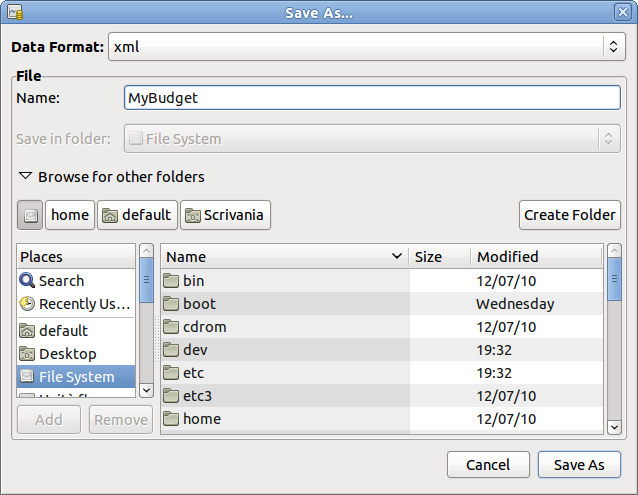 Save As...
Data Format: xml
File
Name: MyBudget
Save in folder: File System
Browse for other folders
home default Scrivania Create Folder
Places Name Size Modified
Search bin 12/07/10
Recently Us... boot Wednesday
default cdrom 12/07/10
Desktop dev 19:32
File System etc 19:32
etc3 12/07/10
Add Remove home 12/07/10
Cancel Save As